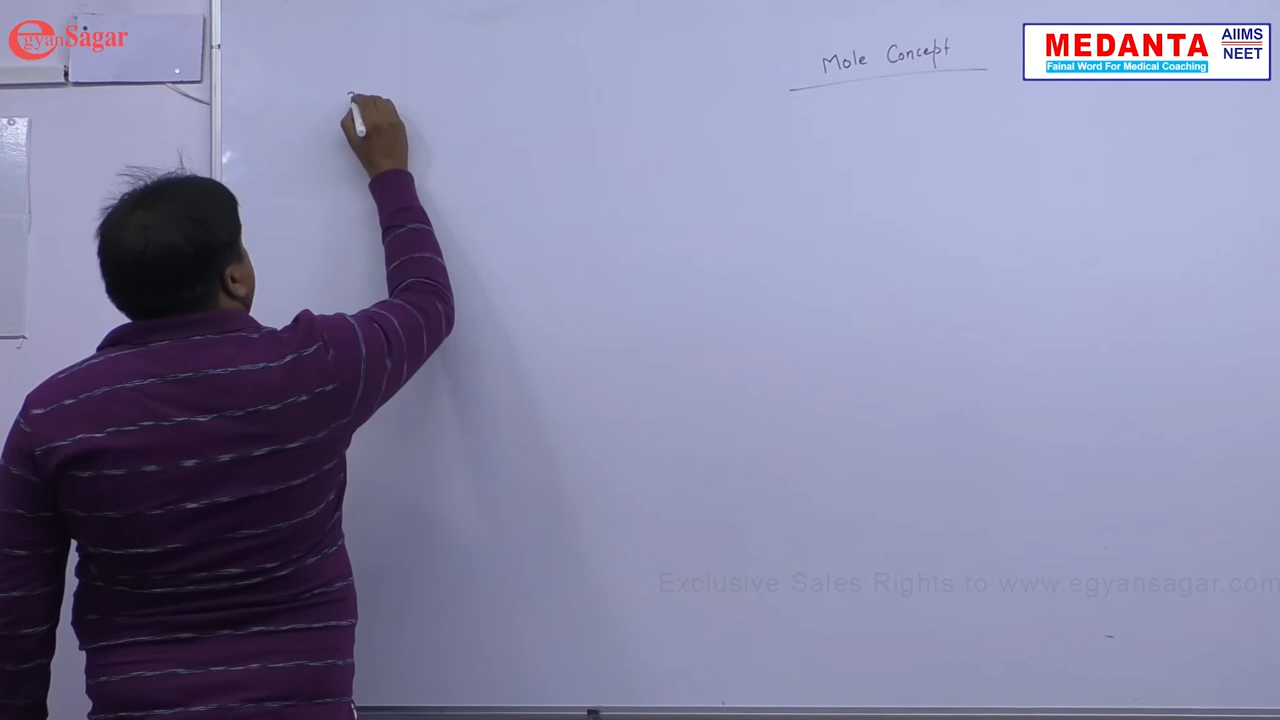 egyanSagar
Mole Concept
MEDANTA
AIIMS
NEET
Fainal Word For Medical Coaching
Exclusive Sales Rights to www.egyansagar.com